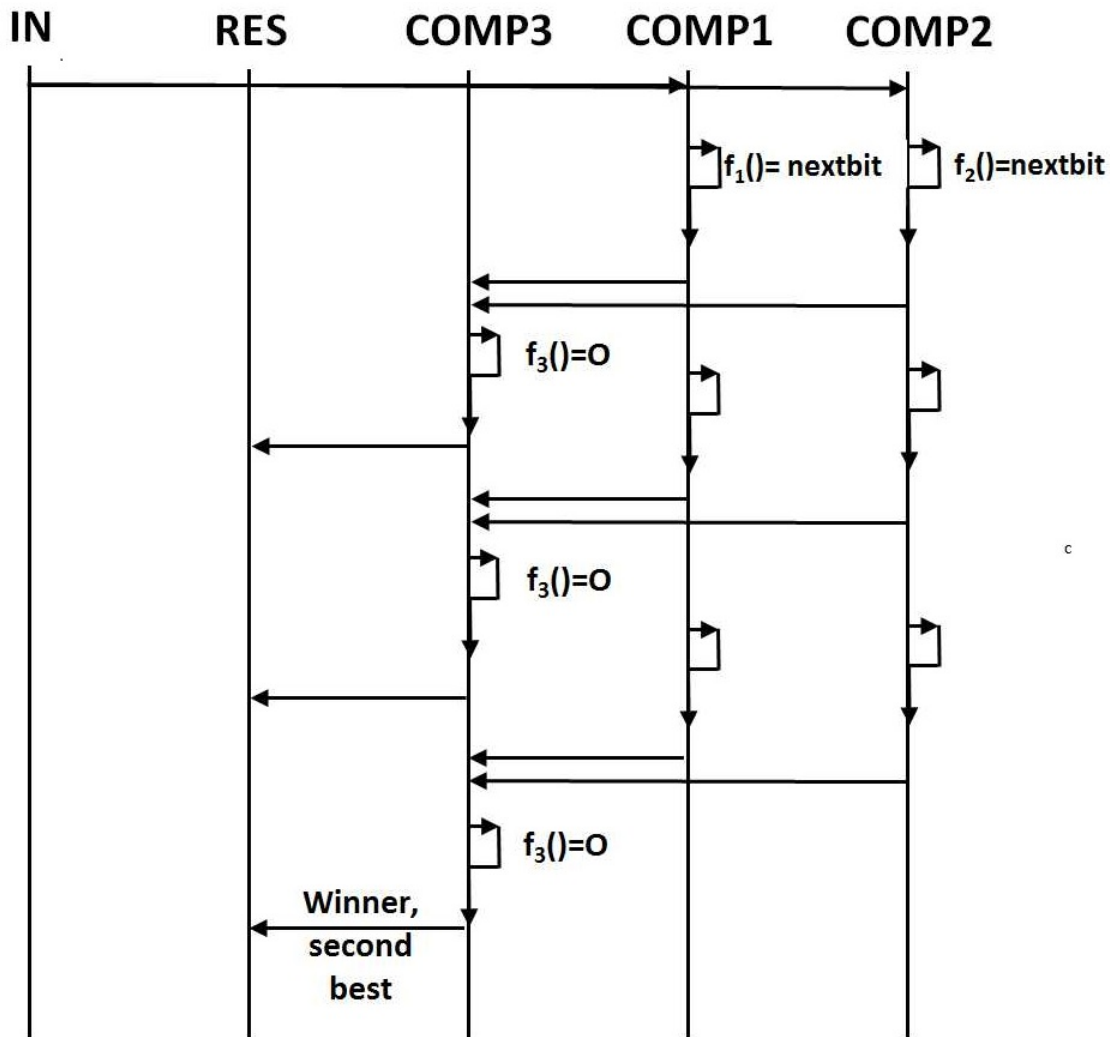 IN RES COMP3 COMP1 COMP2
f₁()= nextbit f₂()=nextbit
f₃()=O
c
f₃()=O
f₃()=O
Winner,
second
best